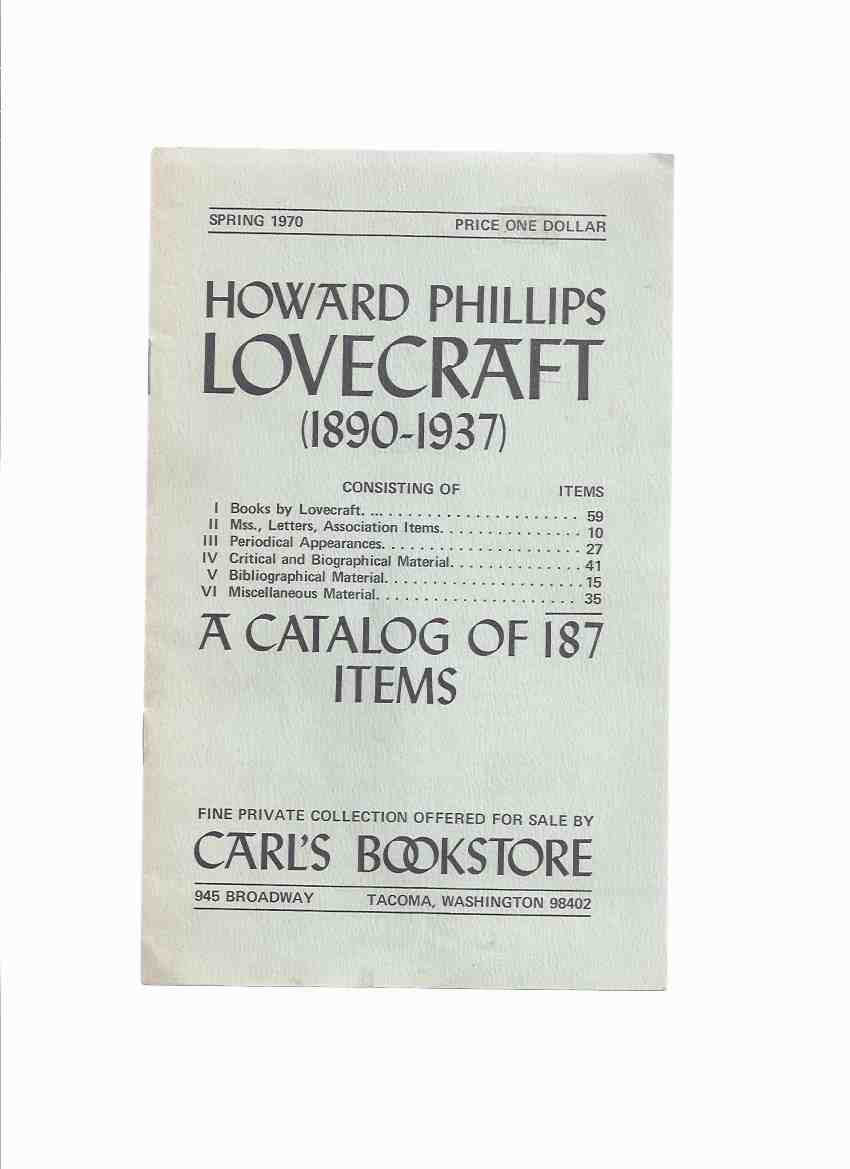 SPRING 1970 PRICE ONE DOLLAR
HOWARD PHILLIPS
LOVECRAFT
(1890-1937)
CONSISTING OF ITEMS
I Books by Lovecraft. ... . . . . . . . . . . . . . . . . . . . . . 59
II Mss., Letters, Association Items. . . . . . . . . . . . . . . 10
III Periodical Appearances. . . . . . . . . . . . . . . . . . . . . 27
IV Critical and Biographical Material. . . . . . . . . . . . . . 41
V Bibliographical Material. . . . . . . . . . . . . . . . . . . . . 15
VI Miscellaneous Material. . . . . . . . . . . . . . . . . . . . . 35
A CATALOG OF 187
ITEMS
FINE PRIVATE COLLECTION OFFERED FOR SALE BY
CARL'S BOOKSTORE
945 BROADWAY TACOMA, WASHINGTON 98402